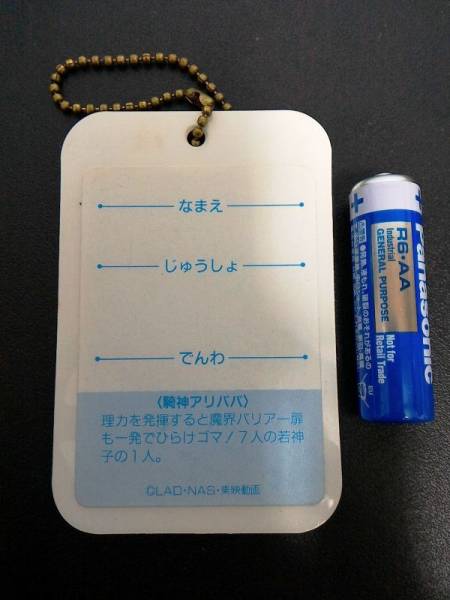 なまえ
じゅうしょ
でんわ
〈騎神アリババ〉
理力を発揮すると魔界バリアー扉
も一発でひらけゴマ！7人の若神
子の1人。
©LAD・NAS・東映動画
Panasonic
R6・AA
Industrial
GENERAL PURPOSE
Not for
Retail Trade